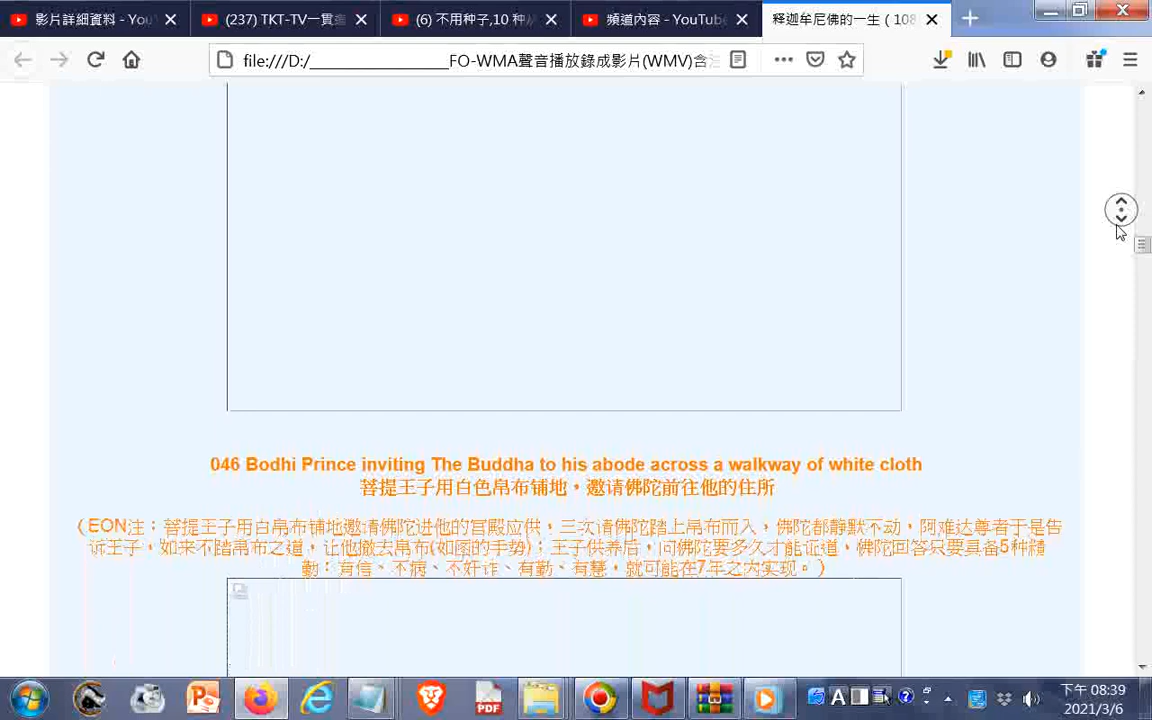 影片詳細資料 - You
(237) TKT-TV一貫道
(6) 不用种子,10 种
頻道內容 - YouTube
释迦牟尼佛的一生（108
file:///D:/__________________FO-WMA聲音播放錄成影片(WMV)含
046 Bodhi Prince inviting The Buddha to his abode across a walkway of white cloth
菩提王子用白色帛布铺地，邀请佛陀前往他的住所
（EON注：菩提王子用白帛布铺地邀请佛陀进他的宫殿应供，三次请佛陀踏上帛布而入，佛陀都静默不动，阿难达尊者于是告
诉王子，如来不踏帛布之道，让他撤去帛布(如图的手势)；王子供养后，问佛陀要多久才能证道，佛陀回答只要具备5种精
勤：有信、不病、不奸诈、有勤、有慧，就可能在7年之内实现。）
PDF
A
下午 08:39
2021/3/6